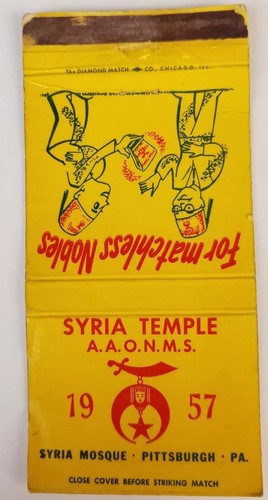 The DIAMOND MATCH CO., CHICAGO, ILL.
For matchless Nobles
SYRIA TEMPLE
A.A.O.N.M.S.
19 57
SYRIA MOSQUE · PITTSBURGH · PA.
CLOSE COVER BEFORE STRIKING MATCH